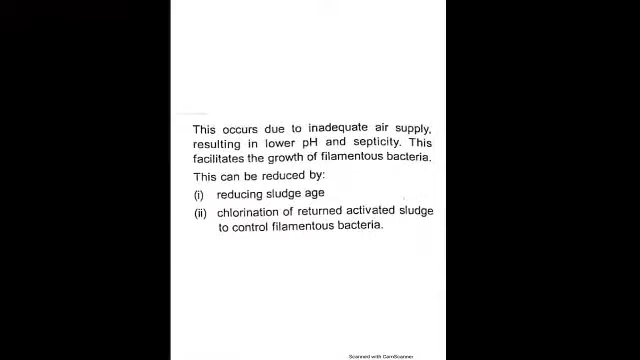 This occurs due to inadequate air supply,
resulting in lower pH and septicity. This
facilitates the growth of filamentous bacteria.
This can be reduced by:
(i) reducing sludge age
(ii) chlorination of returned activated sludge
to control filamentous bacteria.
Scanned with CamScanner